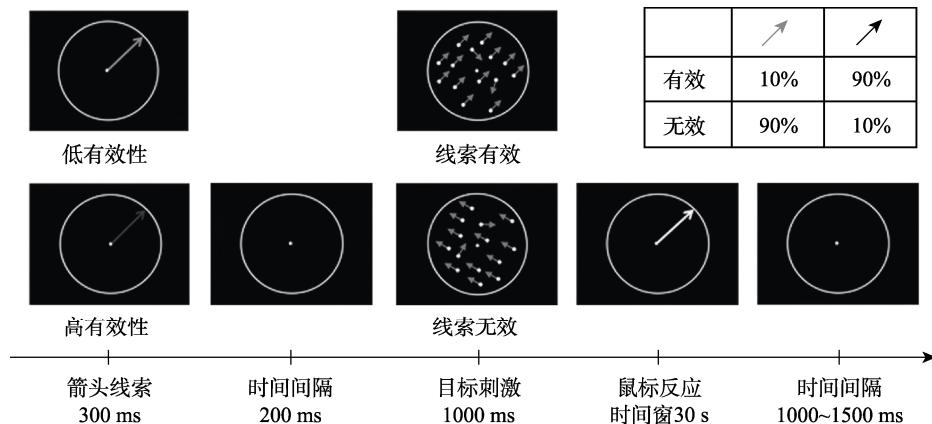 有效 10% 90%
无效 90% 10%
低有效性 线索有效
高有效性 线索无效
箭头线索 时间间隔 目标刺激 鼠标反应 时间间隔
300 ms 200 ms 1000 ms 时间窗30 s 1000~1500 ms